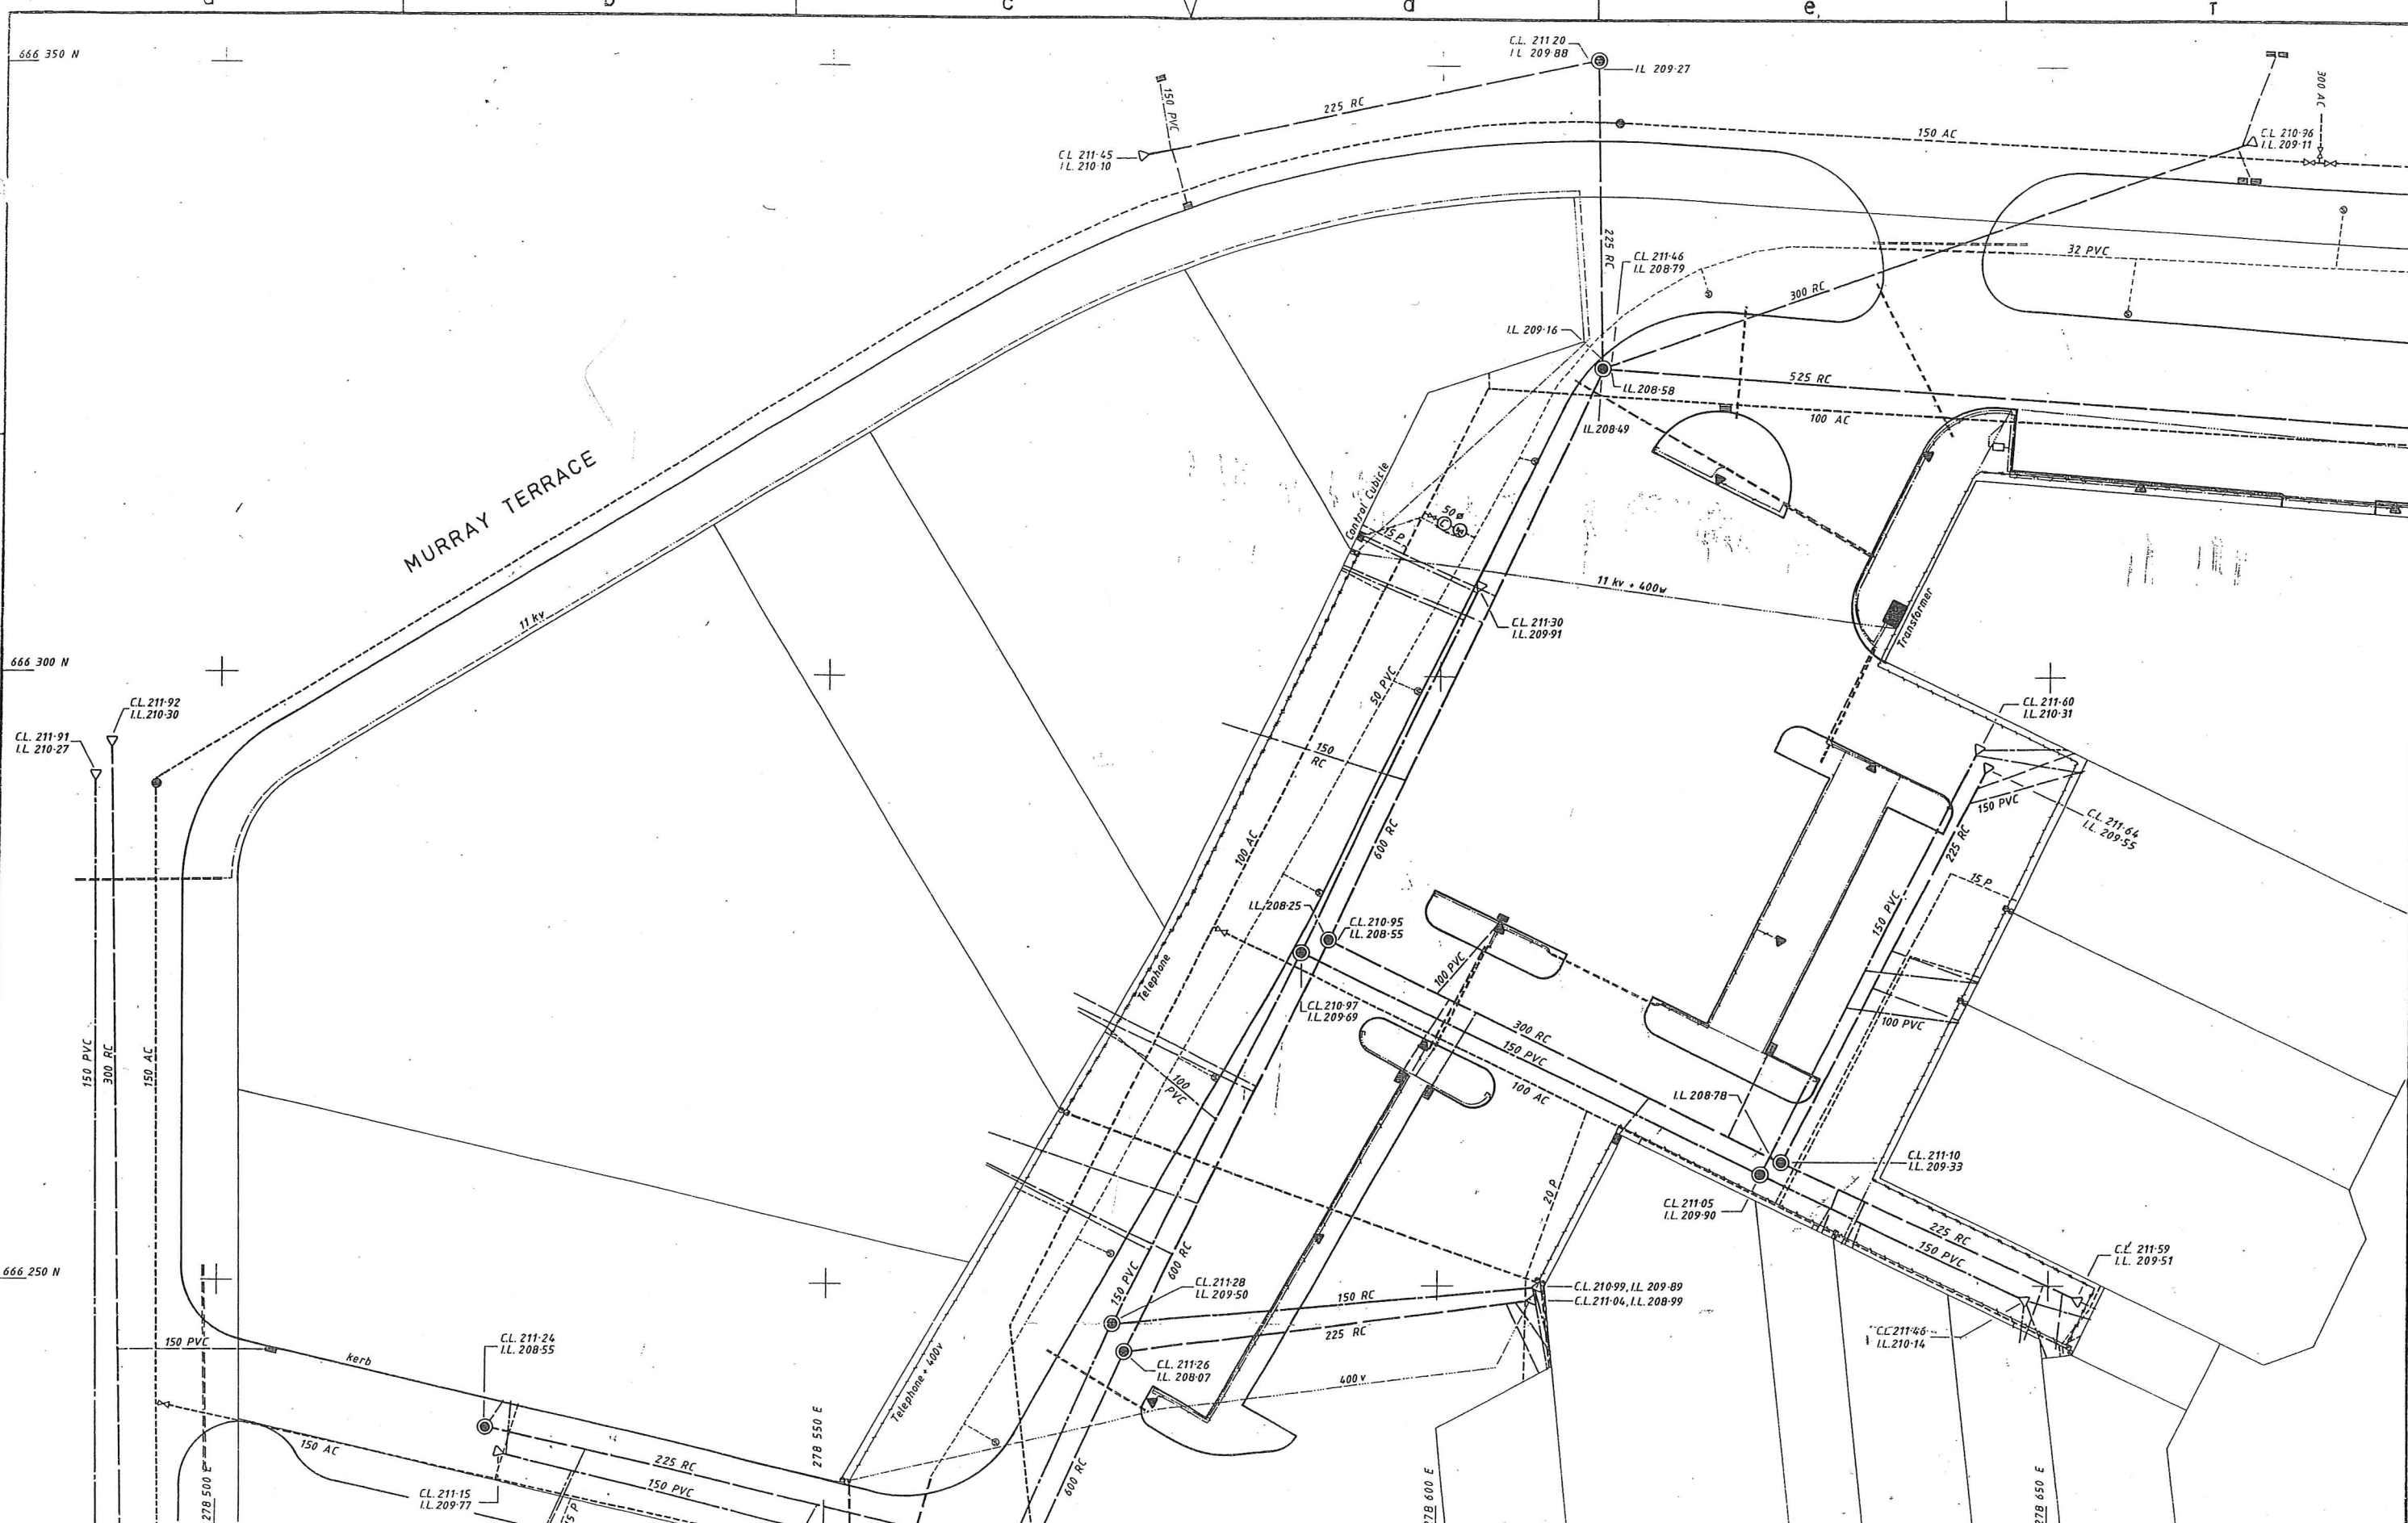 a
b
c
d
e
f
666 350 N
C.L. 211·20
I.L 209·88
I.L 209·27
225 RC
150 PVC
C.L 211·45
I.L. 210·10
150 AC
300 AC
C.L 210·96
I.L. 209·11
225 RC
C.L. 211·46
I.L. 208·79
32 PVC
300 RC
I.L. 209·16
525 RC
I.L. 208·58
I.L. 208·49
100 AC
MURRAY TERRACE
Control Cubicle
50 ø
15 P
11 kv
11 kv + 400w
Transformer
C.L. 211·30
I.L. 209·91
666 300 N
C.L. 211·92
I.L. 210·30
C.L. 211·91
I.L. 210·27
50 PVC
150
RC
C.L. 211·60
I.L. 210·31
150 PVC
C.L. 211·64
I.L. 209·55
100 AC
600 RC
225 RC
15 P
150 PVC
I.L. 208·25
C.L. 210·95
I.L. 208·55
100 PVC
Telephone
C.L. 210·97
I.L. 209·69
300 RC
150 PVC
100 AC
100 PVC
150 PVC
300 RC
150 AC
100
PVC
I.L. 208·78
C.L. 211·10
I.L. 209·33
20 P
C.L. 211·05
I.L. 209·90
225 RC
150 PVC
C.L. 211·59
I.L. 209·51
666 250 N
150 PVC
600 RC
C.L. 211·28
I.L. 209·50
150 RC
C.L. 210·99, I.L. 209·89
C.L. 211·04, I.L. 208·99
225 RC
C.L. 211·46
I.L. 210·14
150 PVC
kerb
C.L. 211·24
I.L. 208·55
C.L. 211·26
I.L. 208·07
400 v
Telephone + 400v
150 AC
278 500 E
225 RC
150 PVC
C.L. 211·15
I.L. 209·77
278 550 E
600 RC
278 600 E
278 650 E